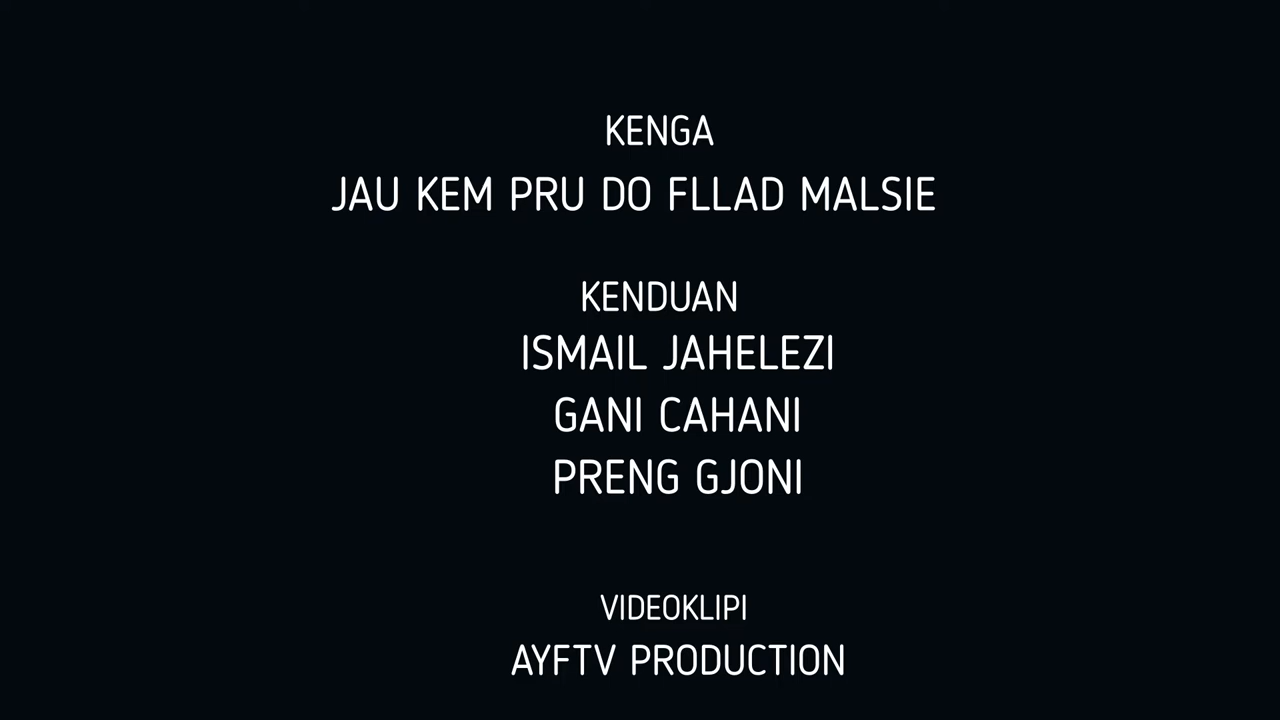 KENGA
JAU KEM PRU DO FLLAD MALSIE
KENDUAN
ISMAIL JAHELEZI
GANI CAHANI
PRENG GJONI
VIDEOKLIPI
AYFTV PRODUCTION